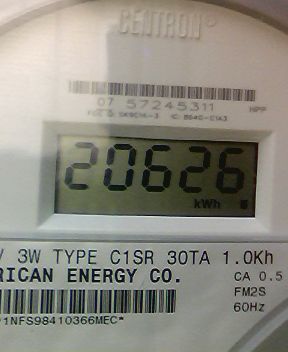 CENTRON®
07 57245311 HPP
20626
kWh
3W TYPE C1SR 30TA 1.0Kh
RICAN ENERGY CO. CA 0.5
FM2S
1NFS98410366MEC* 60Hz